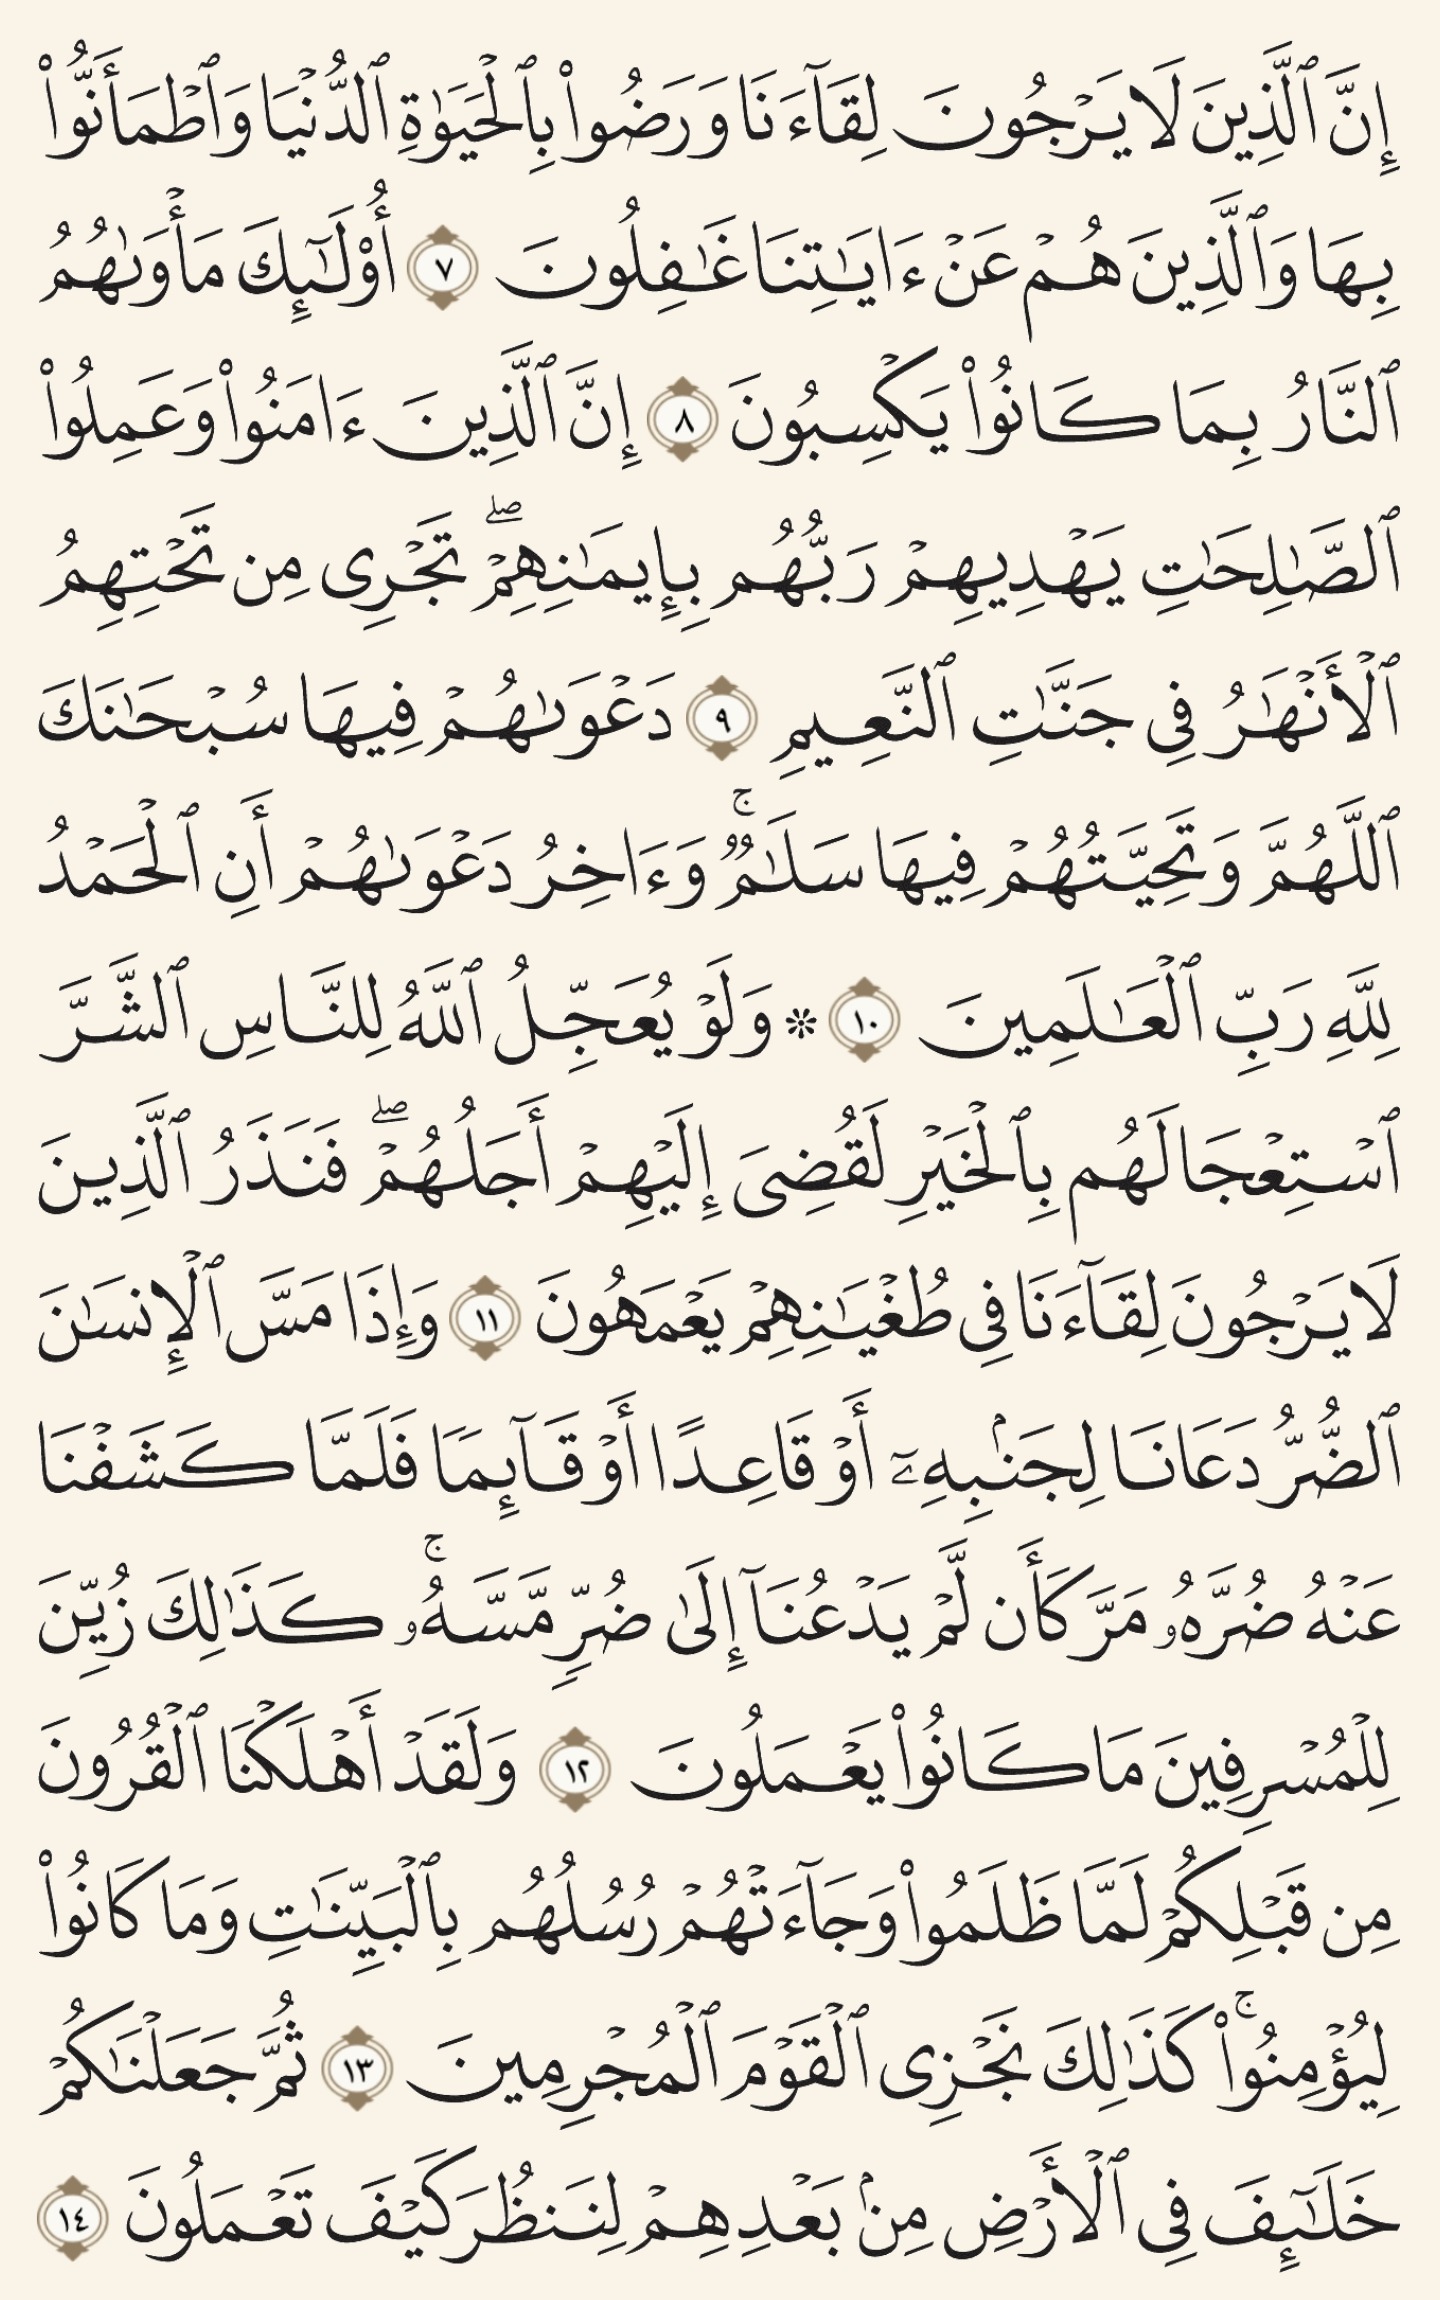 إِنَّ ٱلَّذِينَ لَا يَرْجُونَ لِقَآءَنَا وَرَضُوا۟ بِٱلْحَيَوٰةِ ٱلدُّنْيَا وَٱطْمَأَنُّوا۟
بِهَا وَٱلَّذِينَ هُمْ عَنْ ءَايَـٰتِنَا غَـٰفِلُونَ ٧ أُو۟لَـٰٓئِكَ مَأْوَىٰهُمُ
ٱلنَّارُ بِمَا كَانُوا۟ يَكْسِبُونَ ٨ إِنَّ ٱلَّذِينَ ءَامَنُوا۟ وَعَمِلُوا۟
ٱلصَّـٰلِحَـٰتِ يَهْدِيهِمْ رَبُّهُم بِإِيمَـٰنِهِمْ ۖ تَجْرِى مِن تَحْتِهِمُ
ٱلْأَنْهَـٰرُ فِى جَنَّـٰتِ ٱلنَّعِيمِ ٩ دَعْوَىٰهُمْ فِيهَا سُبْحَـٰنَكَ
ٱللَّهُمَّ وَتَحِيَّتُهُمْ فِيهَا سَلَـٰمٌ ۚ وَءَاخِرُ دَعْوَىٰهُمْ أَنِ ٱلْحَمْدُ
لِلَّهِ رَبِّ ٱلْعَـٰلَمِينَ ١٠ ۞ وَلَوْ يُعَجِّلُ ٱللَّهُ لِلنَّاسِ ٱلشَّرَّ
ٱسْتِعْجَالَهُم بِٱلْخَيْرِ لَقُضِىَ إِلَيْهِمْ أَجَلُهُمْ ۖ فَنَذَرُ ٱلَّذِينَ
لَا يَرْجُونَ لِقَآءَنَا فِى طُغْيَـٰنِهِمْ يَعْمَهُونَ ١١ وَإِذَا مَسَّ ٱلْإِنسَـٰنَ
ٱلضُّرُّ دَعَانَا لِجَنۢبِهِۦٓ أَوْ قَاعِدًا أَوْ قَآئِمًا فَلَمَّا كَشَفْنَا
عَنْهُ ضُرَّهُۥ مَرَّ كَأَن لَّمْ يَدْعُنَآ إِلَىٰ ضُرٍّ مَّسَّهُۥ ۚ كَذَٰلِكَ زُيِّنَ
لِلْمُسْرِفِينَ مَا كَانُوا۟ يَعْمَلُونَ ١٢ وَلَقَدْ أَهْلَكْنَا ٱلْقُرُونَ
مِن قَبْلِكُمْ لَمَّا ظَلَمُوا۟ وَجَآءَتْهُمْ رُسُلُهُم بِٱلْبَيِّنَـٰتِ وَمَا كَانُوا۟
لِيُؤْمِنُوا۟ ۚ كَذَٰلِكَ نَجْزِى ٱلْقَوْمَ ٱلْمُجْرِمِينَ ١٣ ثُمَّ جَعَلْنَـٰكُمْ
خَلَـٰٓئِفَ فِى ٱلْأَرْضِ مِنۢ بَعْدِهِمْ لِنَنظُرَ كَيْفَ تَعْمَلُونَ ١٤